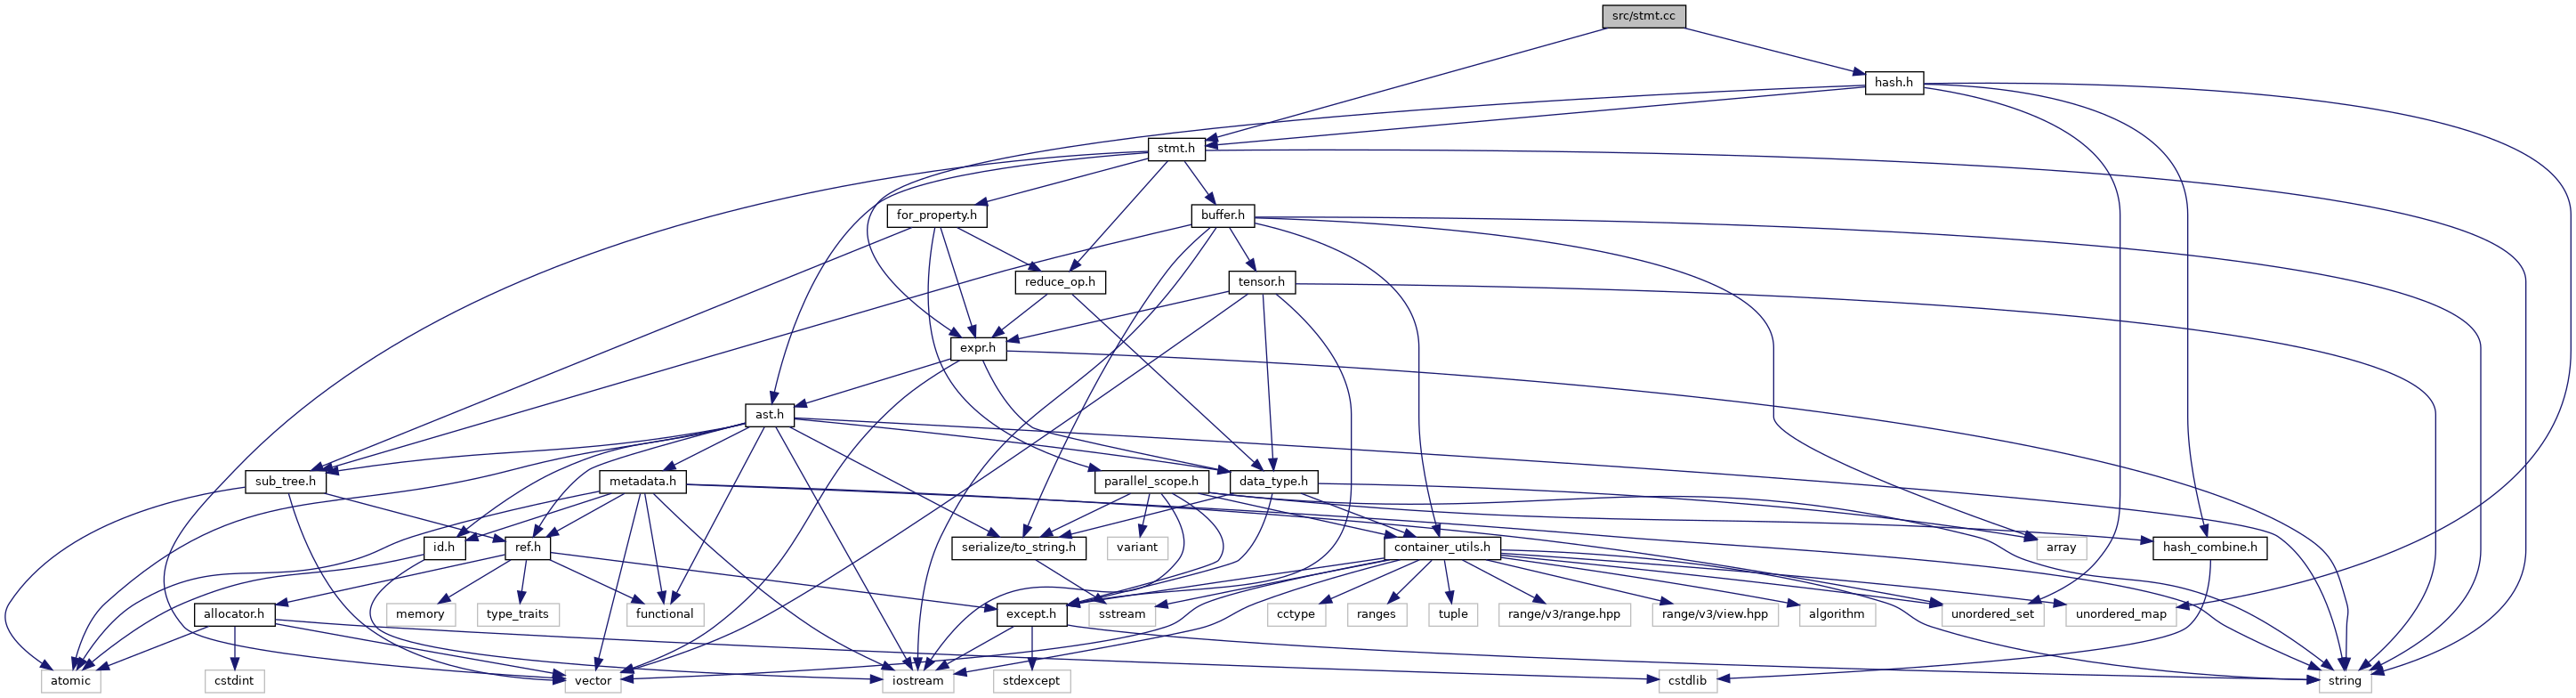 src/stmt.cc
hash.h
stmt.h
for_property.h
buffer.h
reduce_op.h
tensor.h
expr.h
ast.h
sub_tree.h
metadata.h
parallel_scope.h
data_type.h
id.h
ref.h
serialize/to_string.h
variant
container_utils.h
array
hash_combine.h
allocator.h
memory
type_traits
functional
except.h
sstream
cctype
ranges
tuple
range/v3/range.hpp
range/v3/view.hpp
algorithm
unordered_set
unordered_map
atomic
cstdint
vector
iostream
stdexcept
cstdlib
string